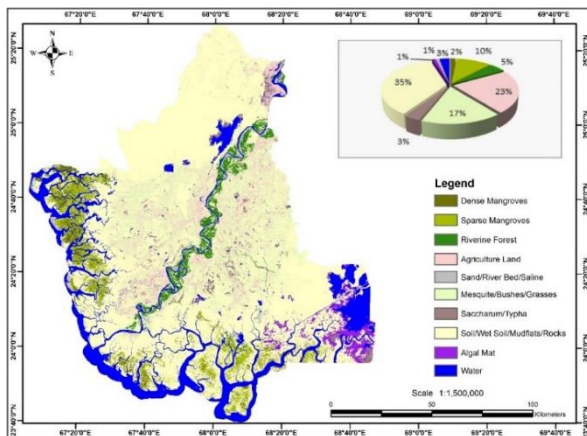 67°20'0"E 67°40'0"E 68°0'0"E 68°20'0"E 68°40'0"E 69°0'0"E 69°20'0"E 69°40'0"E
25°20'0"N
25°0'0"N
24°40'0"N
24°20'0"N
24°0'0"N
23°40'0"N
N
W E
S
1% 1% 3% 2% 10%
5%
35%
23%
17%
3%
Legend
Dense Mangroves
Sparse Mangroves
Riverine Forest
Agriculture Land
Sand/River Bed/Saline
Mesquite/Bushes/Grasses
Saccharum/Typha
Soil/Wet Soil/Mudflats/Rocks
Algal Mat
Water
Scale 1:1,500,000
0 50 100
Kilometers
67°20'0"E 67°40'0"E 68°0'0"E 68°20'0"E 68°40'0"E 69°0'0"E 69°20'0"E 69°40'0"E